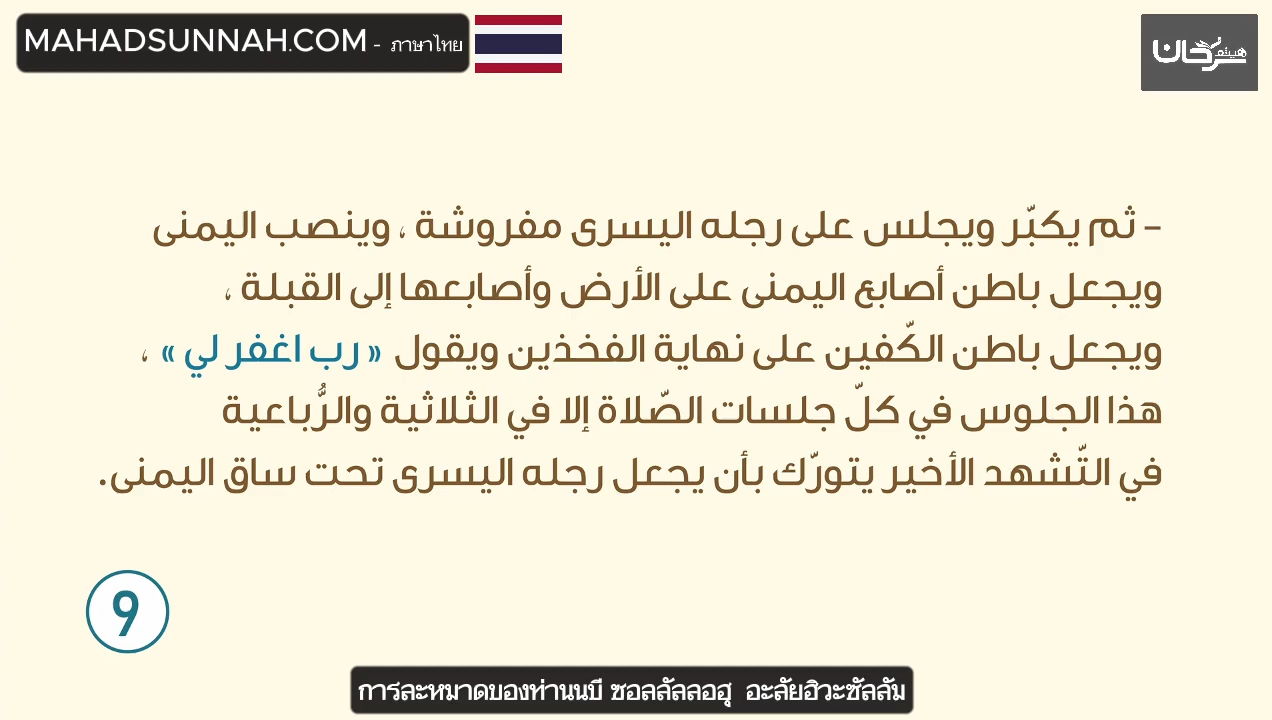 MAHADSUNNAH.COM - ภาษาไทย
هيثم سرحان
- ثم يكبّر ويجلس على رجله اليسرى مفروشة ، وينصب اليمنى
ويجعل باطن أصابع اليمنى على الأرض وأصابعها إلى القبلة ،
ويجعل باطن الكّفين على نهاية الفخذين ويقول « رب اغفر لي » ،
هذا الجلوس في كلّ جلسات الصّلاة إلا في الثلاثية والرُّباعية
في التّشهد الأخير يتورّك بأن يجعل رجله اليسرى تحت ساق اليمنى.
9
การละหมาดของท่านนบี ซอลลัลลอฮุ อะลัยฮิวะซัลลัม